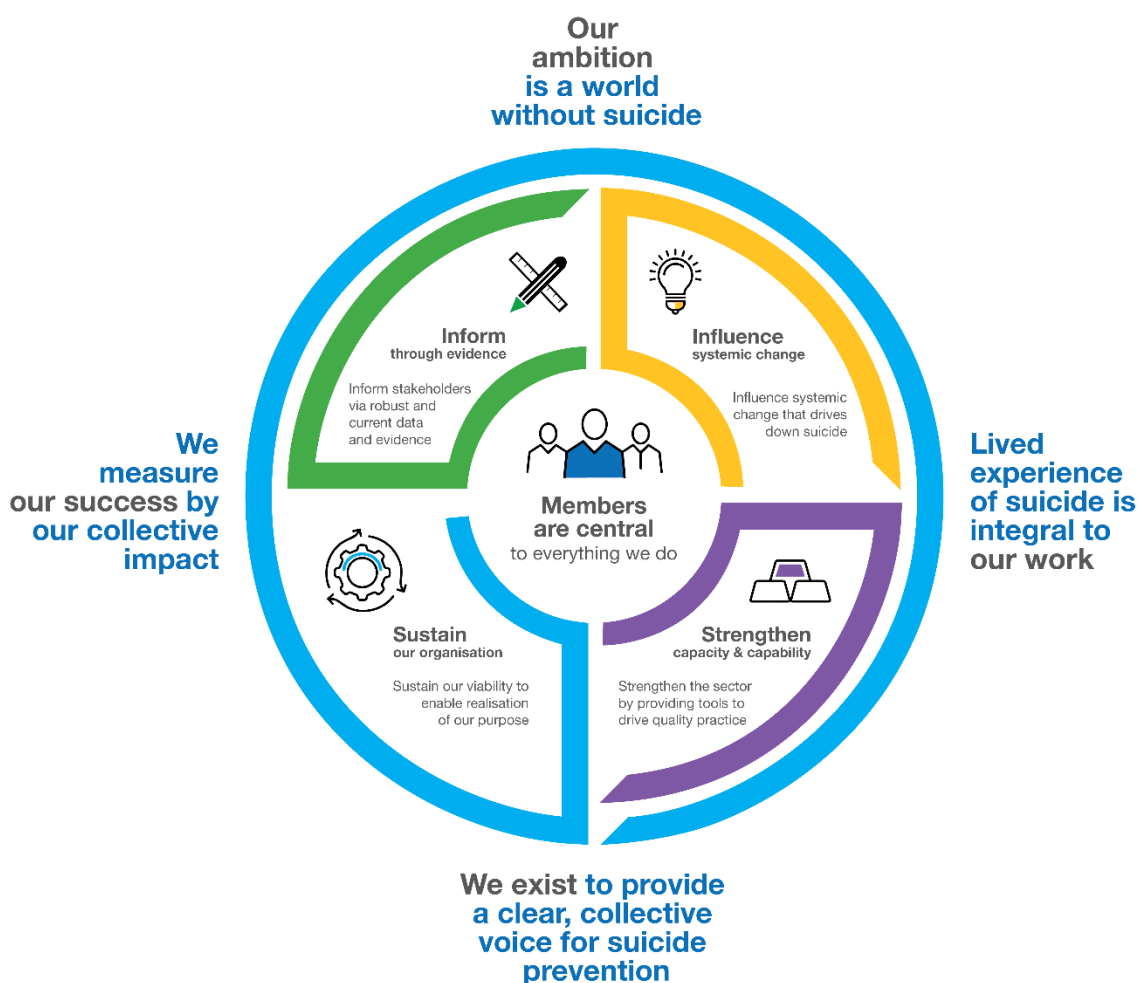 Our
ambition
is a world
without suicide
Inform
through evidence
Inform stakeholders
via robust and
current data
and evidence
Influence
systemic change
Influence systemic
change that drives
down suicide
We
measure
our success by
our collective
impact
Members
are central
to everything we do
Lived
experience
of suicide is
integral to
our work
Sustain
our organisation
Sustain our viability to
enable realisation
of our purpose
Strengthen
capacity & capability
Strengthen the sector
by providing tools to
drive quality practice
We exist to provide
a clear, collective
voice for suicide
prevention